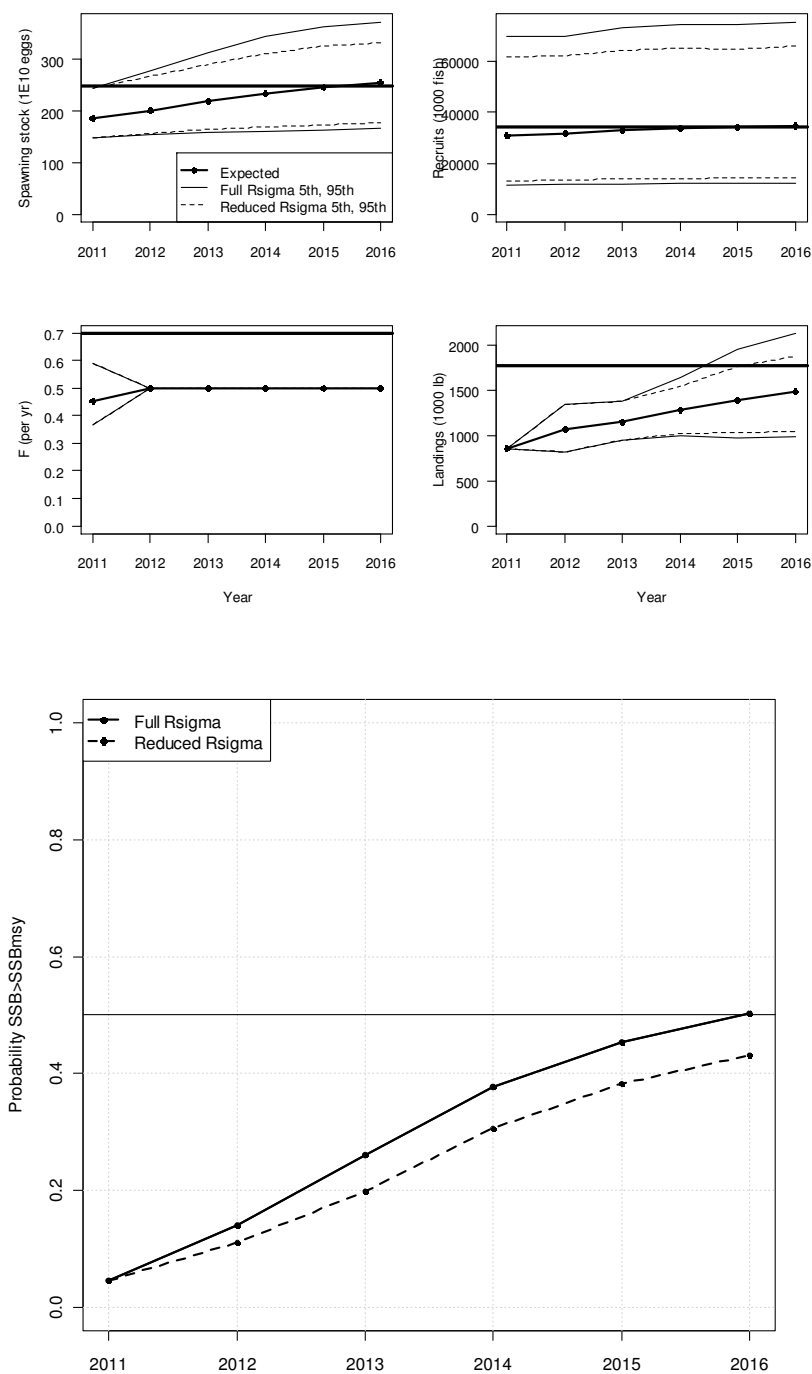 Spawning stock (1E10 eggs)
300
200
100
0
Expected
Full Rsigma 5th, 95th
Reduced Rsigma 5th, 95th
2011 2012 2013 2014 2015 2016
Recruits (1000 fish)
60000
40000
20000
0
2011 2012 2013 2014 2015 2016
F (per yr)
0.7
0.6
0.5
0.4
0.3
0.2
0.1
0.0
2011 2012 2013 2014 2015 2016
Year
Landings (1000 lb)
2000
1500
1000
500
0
2011 2012 2013 2014 2015 2016
Year
Probability SSB>SSBmsy
Full Rsigma
Reduced Rsigma
1.0
0.8
0.6
0.4
0.2
0.0
2011 2012 2013 2014 2015 2016